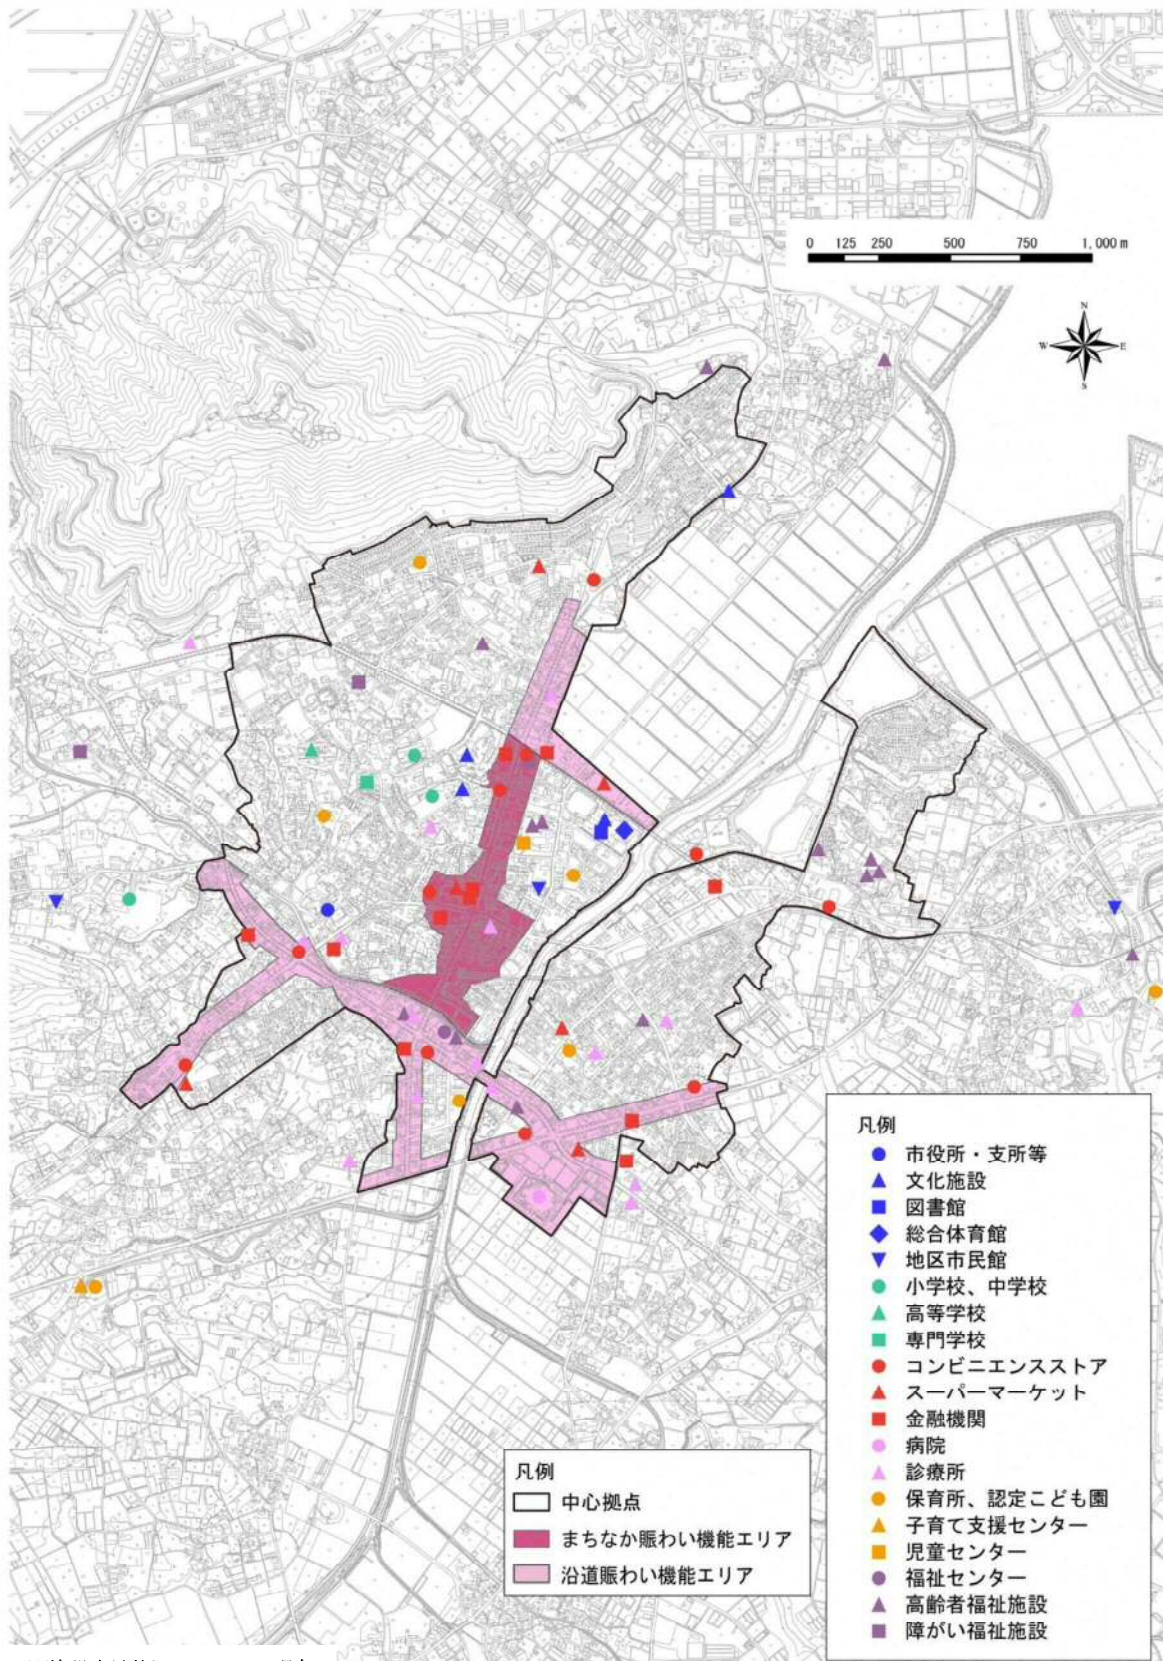 0 125 250 500 750 1,000 m
N
W E
S
凡例
市役所・支所等
文化施設
図書館
総合体育館
地区市民館
小学校、中学校
高等学校
専門学校
コンビニエンスストア
スーパーマーケット
金融機関
病院
診療所
保育所、認定こども園
子育て支援センター
児童センター
福祉センター
高齢者福祉施設
障がい福祉施設
凡例
中心拠点
まちなか賑わい機能エリア
沿道賑わい機能エリア